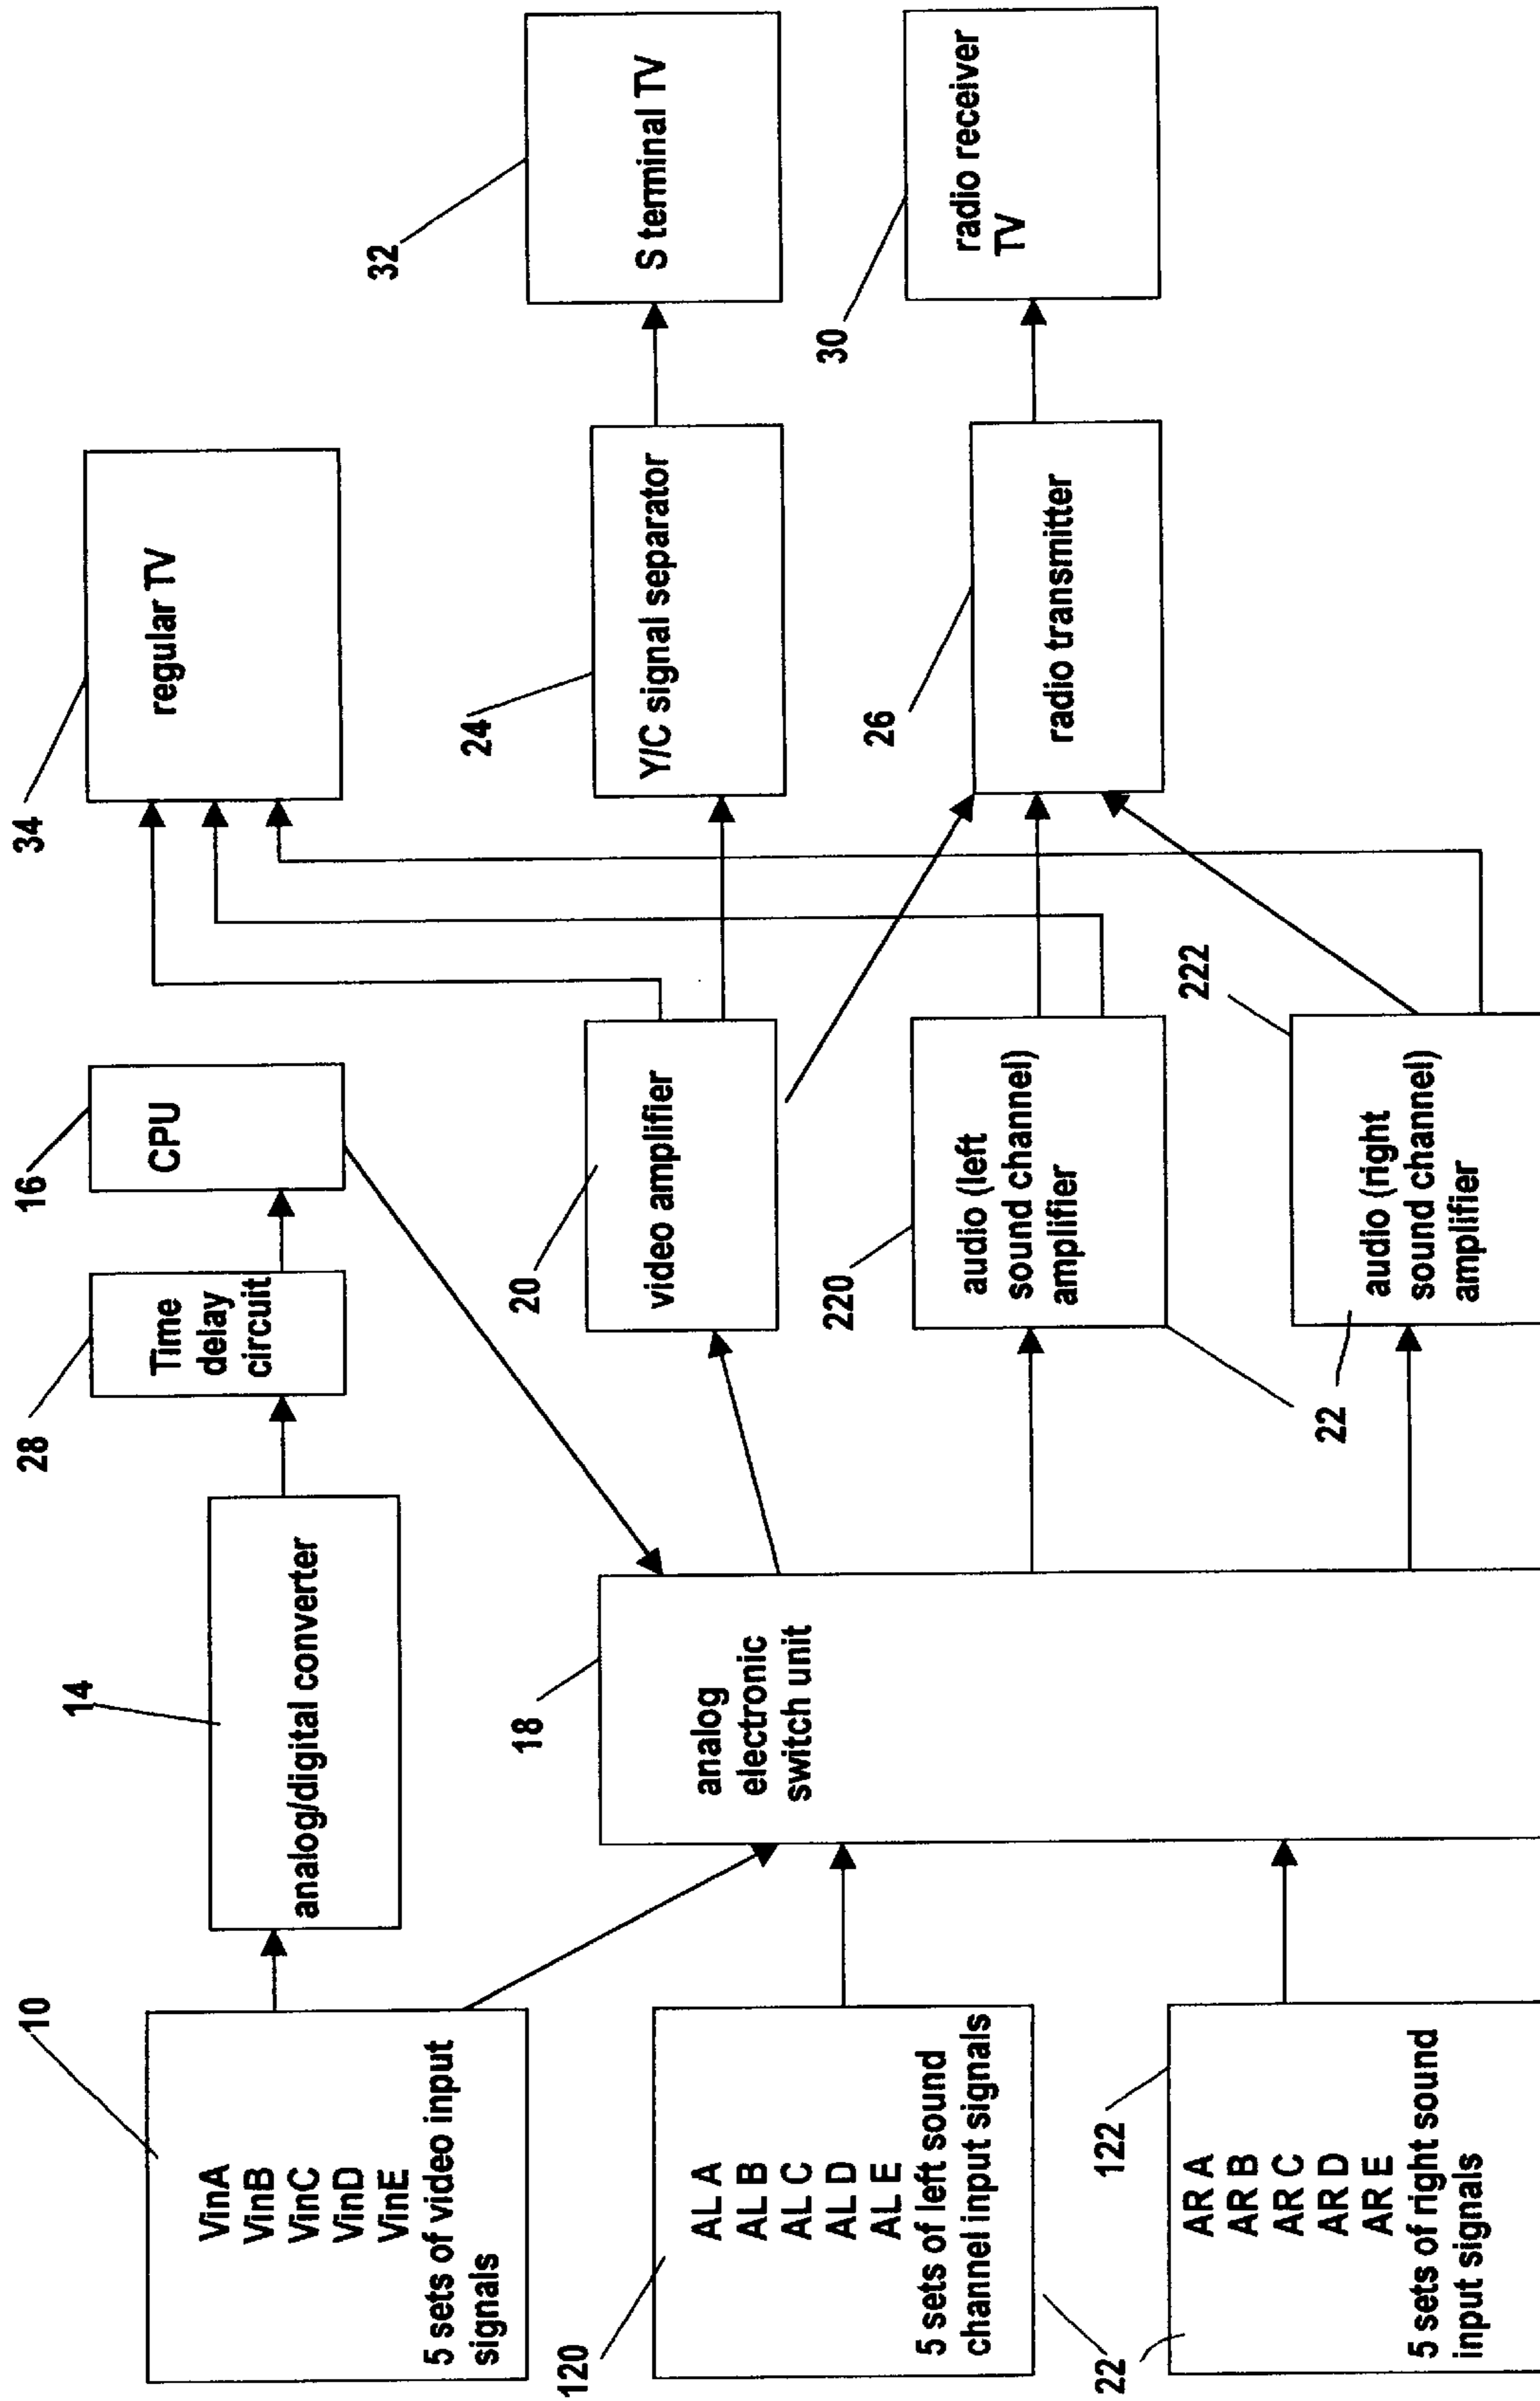 10
VinA
VinB
VinC
VinD
VinE
5 sets of video input
signals
14
analog/digital converter
28
Time
delay
circuit
16
CPU
34
regular TV
120
AL A
AL B
AL C
AL D
AL E
5 sets of left sound
channel input signals
18
analog
electronic
switch unit
20
video amplifier
24
Y/C signal separator
32
S terminal TV
220
audio (left
sound channel)
amplifier
26
radio transmitter
30
radio receiver
TV
22
122
AR A
AR B
AR C
AR D
AR E
5 sets of right sound
input signals
22
222
audio (right
sound channel)
amplifier